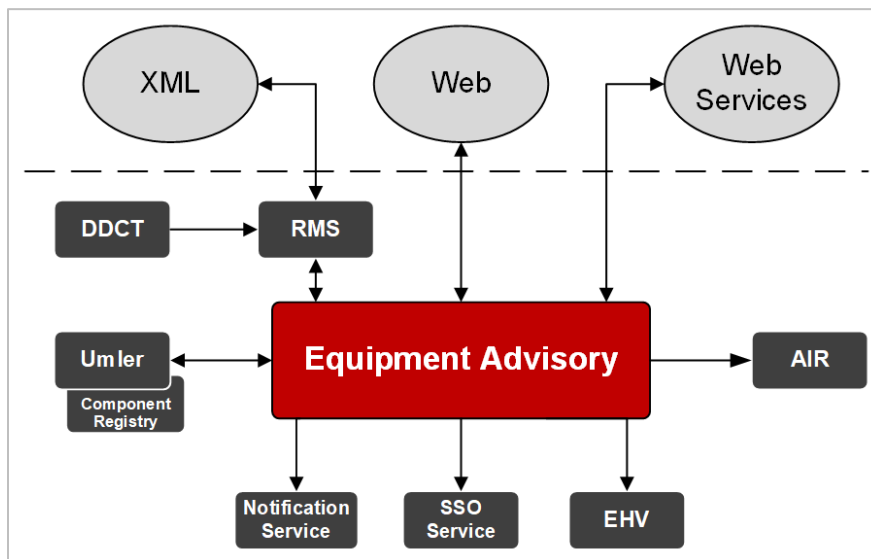 XML
Web
Web
Services
DDCT
RMS
Umler
Component
Registry
Equipment Advisory
AIR
Notification
Service
SSO
Service
EHV